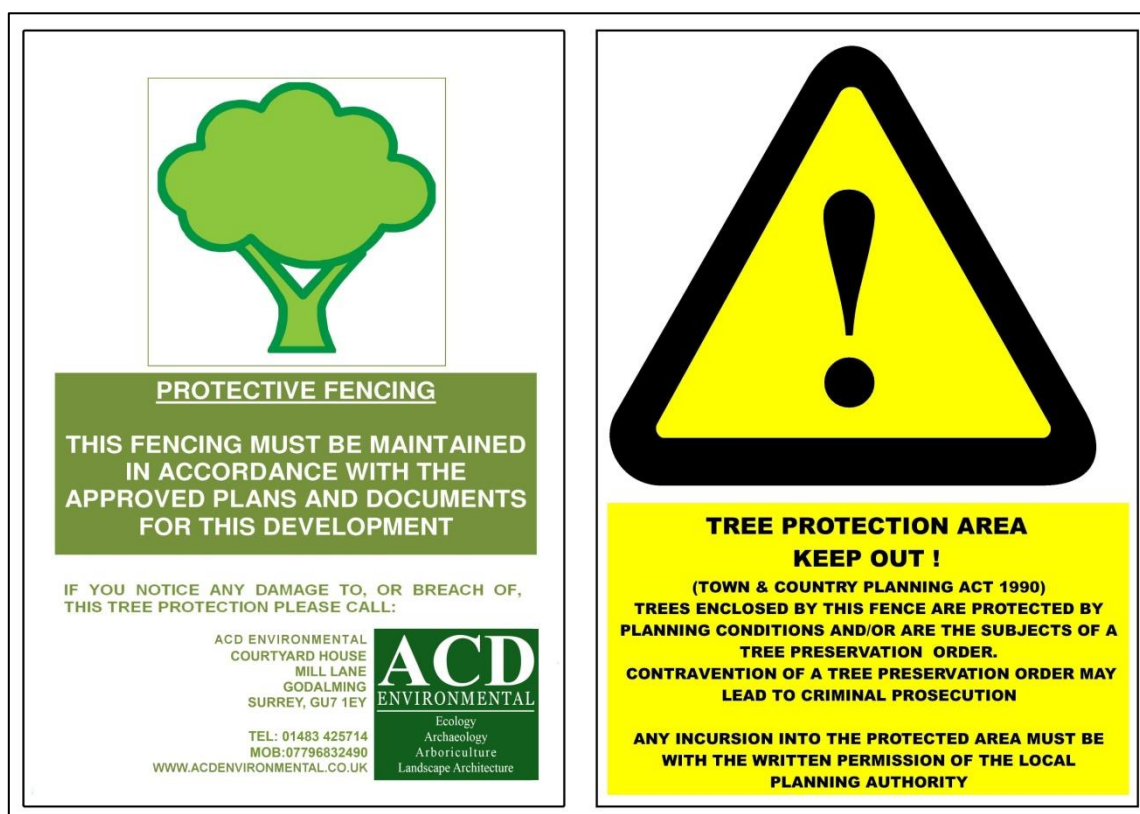 PROTECTIVE FENCING
THIS FENCING MUST BE MAINTAINED
IN ACCORDANCE WITH THE
APPROVED PLANS AND DOCUMENTS
FOR THIS DEVELOPMENT
IF YOU NOTICE ANY DAMAGE TO, OR BREACH OF,
THIS TREE PROTECTION PLEASE CALL:
ACD ENVIRONMENTAL
COURTYARD HOUSE
MILL LANE
GODALMING
SURREY, GU7 1EY
TEL: 01483 425714
MOB:07796832490
WWW.ACDENVIRONMENTAL.CO.UK
ACD
ENVIRONMENTAL
Ecology
Archaeology
Arboriculture
Landscape Architecture
!
TREE PROTECTION AREA
KEEP OUT !
(TOWN & COUNTRY PLANNING ACT 1990)
TREES ENCLOSED BY THIS FENCE ARE PROTECTED BY
PLANNING CONDITIONS AND/OR ARE THE SUBJECTS OF A
TREE PRESERVATION ORDER.
CONTRAVENTION OF A TREE PRESERVATION ORDER MAY
LEAD TO CRIMINAL PROSECUTION
ANY INCURSION INTO THE PROTECTED AREA MUST BE
WITH THE WRITTEN PERMISSION OF THE LOCAL
PLANNING AUTHORITY